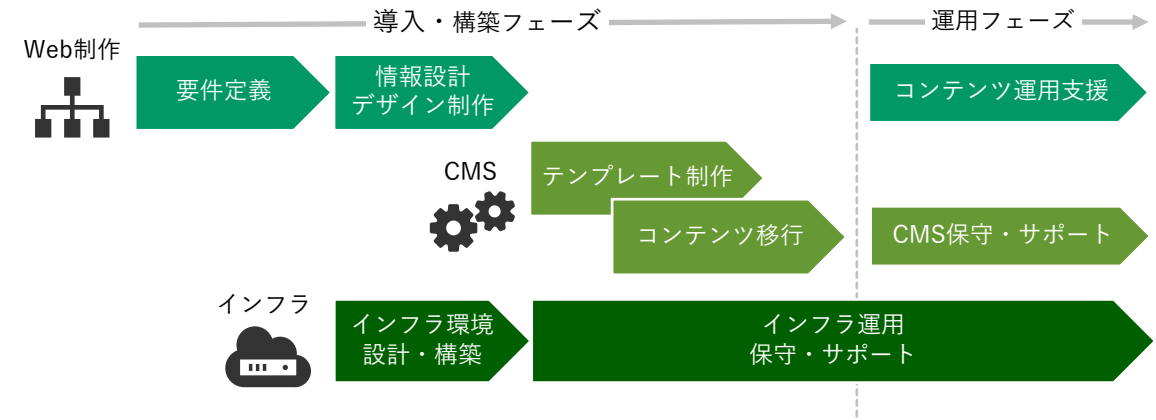 導入・構築フェーズ
運用フェーズ
Web制作
要件定義
情報設計
デザイン制作
コンテンツ運用支援
CMS
テンプレート制作
コンテンツ移行
CMS保守・サポート
インフラ
インフラ環境
設計・構築
インフラ運用
保守・サポート